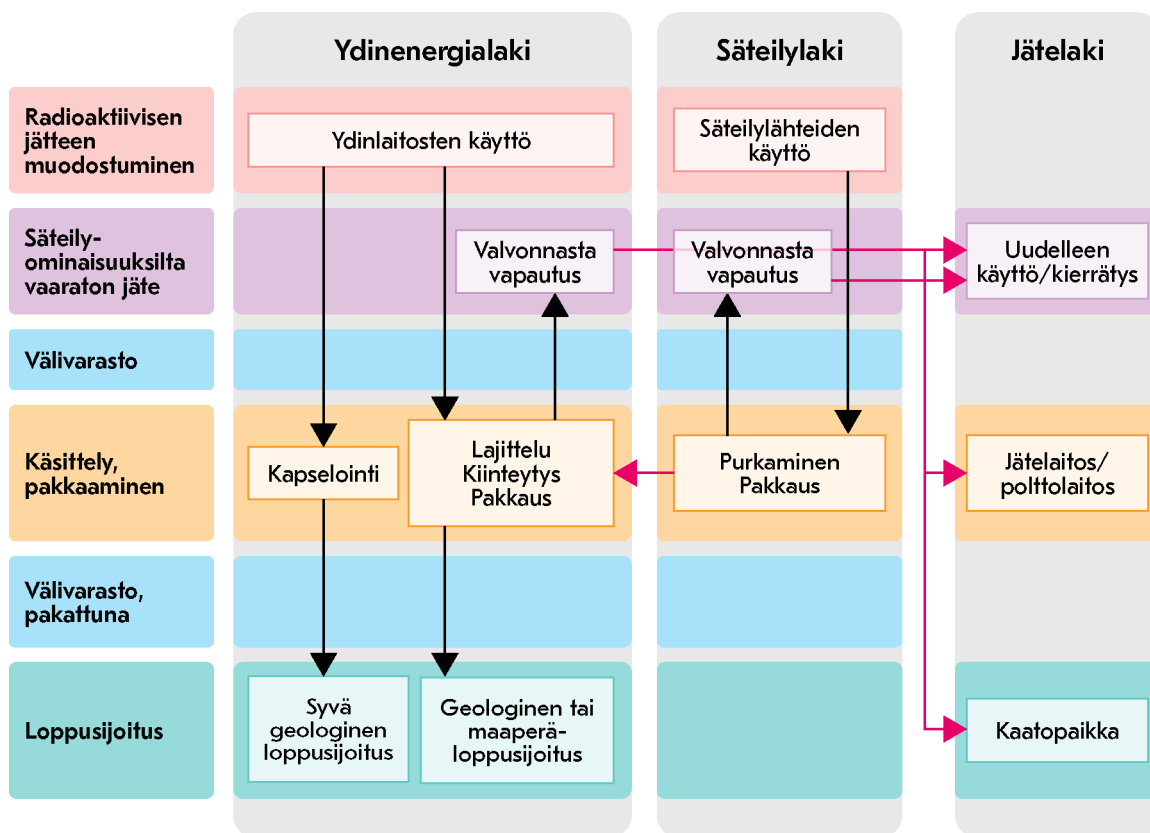 Ydinenergialaki
Säteilylaki
Jätelaki
Radioaktiivisen
jätteen
muodostuminen
Ydinlaitosten käyttö
Säteilylähteiden
käyttö
Säteily-
ominaisuuksilta
vaaraton jäte
Valvonnasta
vapautus
Valvonnasta
vapautus
Uudelleen
käyttö/kierrätys
Välivarasto
Käsittely,
pakkaaminen
Kapselointi
Lajittelu
Kiinteytys
Pakkaus
Purkaminen
Pakkaus
Jätelaitos/
polttolaitos
Välivarasto,
pakattuna
Loppusijoitus
Syvä
geologinen
loppusijoitus
Geologinen tai
maaperä-
loppusijoitus
Kaatopaikka